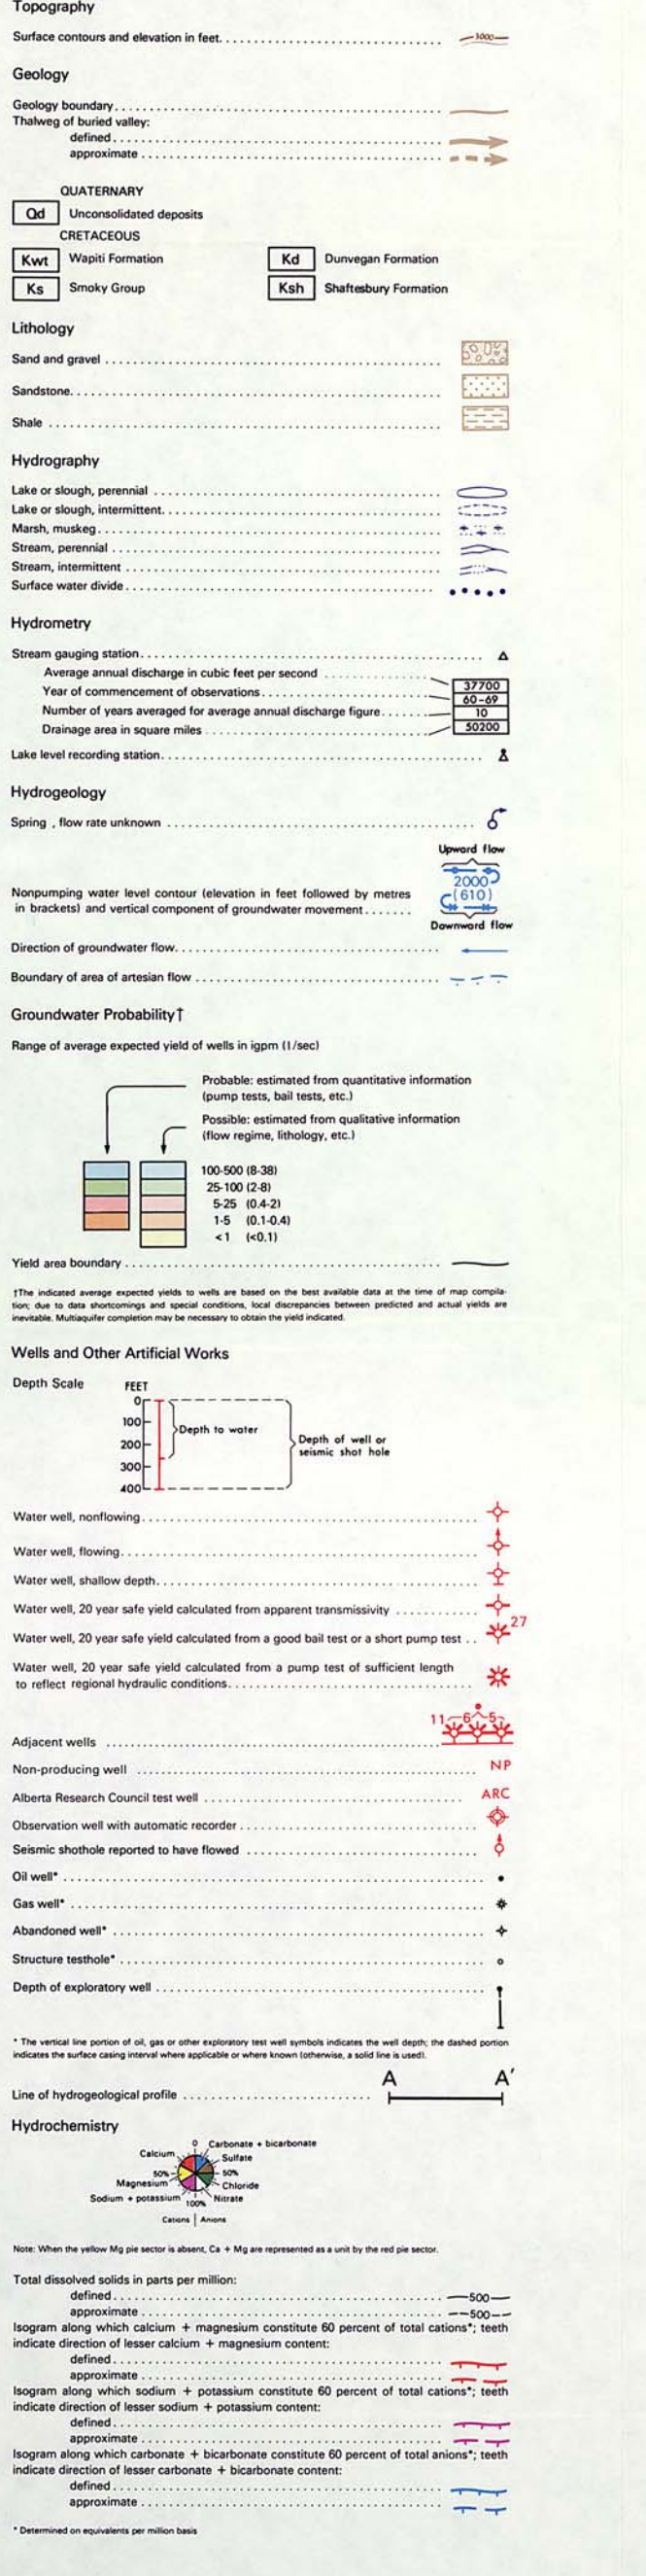 Topography
Surface contours and elevation in feet
3000
Geology
Geology boundary
Thalweg of buried valley:
defined
approximate
QUATERNARY
Qd Unconsolidated deposits
CRETACEOUS
Kwt Wapiti Formation Kd Dunvegan Formation
Ks Smoky Group Ksh Shaftesbury Formation
Lithology
Sand and gravel
Sandstone
Shale
Hydrography
Lake or slough, perennial
Lake or slough, intermittent
Marsh, muskeg
Stream, perennial
Stream, intermittent
Surface water divide
Hydrometry
Stream gauging station
Average annual discharge in cubic feet per second 37700
Year of commencement of observations 60-69
Number of years averaged for average annual discharge figure 10
Drainage area in square miles 50200
Lake level recording station
Hydrogeology
Spring , flow rate unknown
Upward flow
2000
(610)
Nonpumping water level contour (elevation in feet followed by metres
in brackets) and vertical component of groundwater movement
Downward flow
Direction of groundwater flow
Boundary of area of artesian flow
Groundwater Probability†
Range of average expected yield of wells in igpm (l/sec)
Probable: estimated from quantitative information
(pump tests, bail tests, etc.)
Possible: estimated from qualitative information
(flow regime, lithology, etc.)
100-500 (8-38)
25-100 (2-8)
5-25 (0.4-2)
1-5 (0.1-0.4)
<1 (<0.1)
Yield area boundary
†The indicated average expected yields to wells are based on the best available data at the time of map compila-
tion; due to data shortcomings and special conditions, local discrepancies between predicted and actual yields are
inevitable. Multiaquifer completion may be necessary to obtain the yield indicated.
Wells and Other Artificial Works
Depth Scale FEET
0
100
200
300
400
Depth to water
Depth of well or
seismic shot hole
Water well, nonflowing
Water well, flowing
Water well, shallow depth
Water well, 20 year safe yield calculated from apparent transmissivity
Water well, 20 year safe yield calculated from a good bail test or a short pump test 27
Water well, 20 year safe yield calculated from a pump test of sufficient length
to reflect regional hydraulic conditions
11 6 5
Adjacent wells
Non-producing well NP
Alberta Research Council test well ARC
Observation well with automatic recorder
Seismic shothole reported to have flowed
Oil well*
Gas well*
Abandoned well*
Structure testhole*
Depth of exploratory well
* The vertical line portion of oil, gas or other exploratory test well symbols indicates the well depth; the dashed portion
indicates the surface casing interval where applicable or where known (otherwise, a solid line is used).
A A'
Line of hydrogeological profile
Hydrochemistry
0 Carbonate + bicarbonate
Calcium Sulfate
50% 50%
Magnesium Chloride
Sodium + potassium 100% Nitrate
Cations | Anions
Note: When the yellow Mg pie sector is absent, Ca + Mg are represented as a unit by the red pie sector.
Total dissolved solids in parts per million:
defined 500
approximate 500
Isogram along which calcium + magnesium constitute 60 percent of total cations*; teeth
indicate direction of lesser calcium + magnesium content:
defined
approximate
Isogram along which sodium + potassium constitute 60 percent of total cations*; teeth
indicate direction of lesser sodium + potassium content:
defined
approximate
Isogram along which carbonate + bicarbonate constitute 60 percent of total anions*; teeth
indicate direction of lesser carbonate + bicarbonate content:
defined
approximate
* Determined on equivalents per million basis